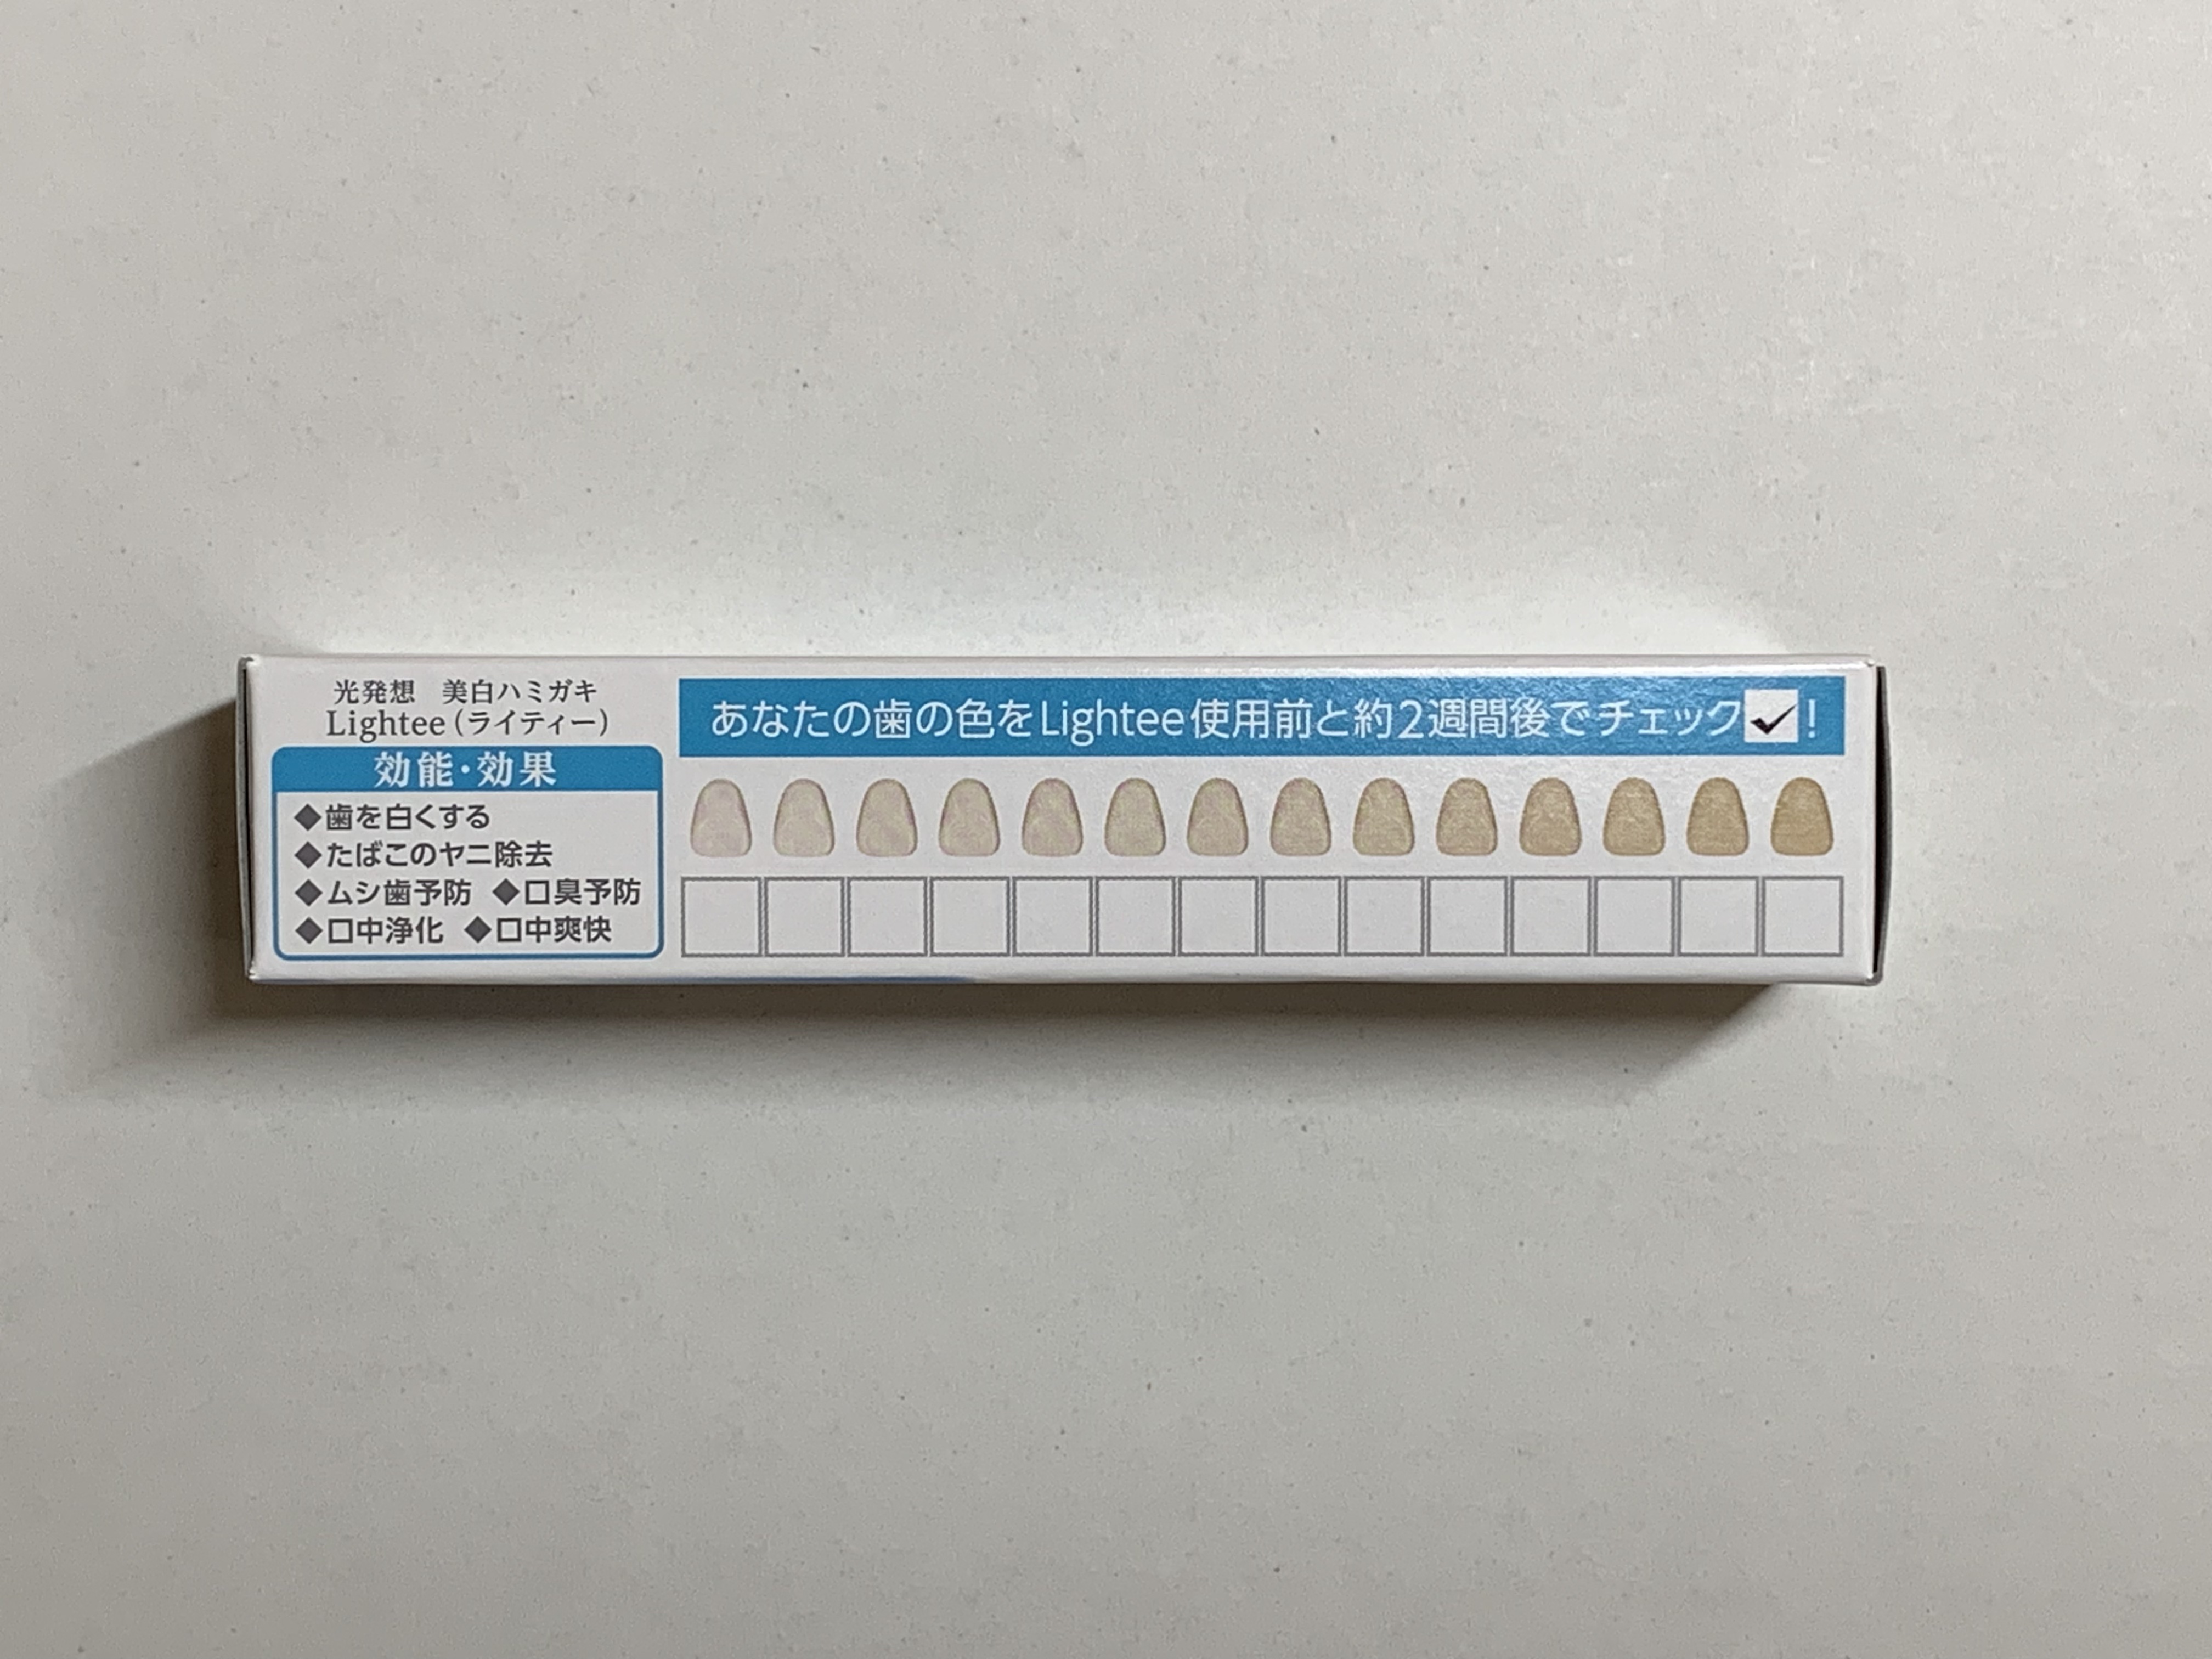 光発想 美白ハミガキ
Lightee（ライティー）
効能・効果
◆歯を白くする
◆たばこのヤニ除去
◆ムシ歯予防 ◆口臭予防
◆口中浄化 ◆口中爽快
あなたの歯の色をLightee使用前と約2週間後でチェック✓!